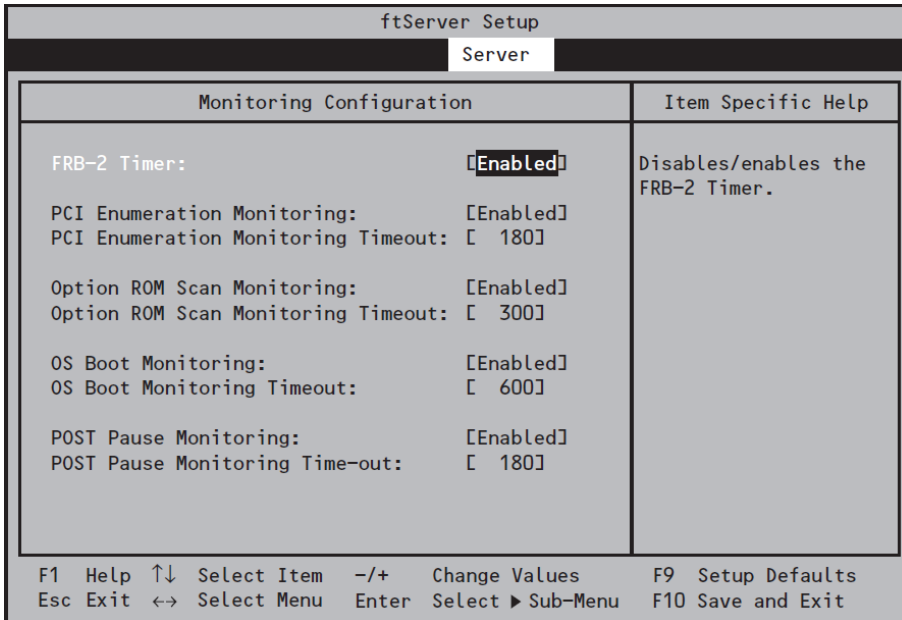 ftServer Setup
Server
Monitoring Configuration
Item Specific Help
FRB-2 Timer: [Enabled]
PCI Enumeration Monitoring: [Enabled]
PCI Enumeration Monitoring Timeout: [ 180]
Option ROM Scan Monitoring: [Enabled]
Option ROM Scan Monitoring Timeout: [ 300]
OS Boot Monitoring: [Enabled]
OS Boot Monitoring Timeout: [ 600]
POST Pause Monitoring: [Enabled]
POST Pause Monitoring Time-out: [ 180]
Disables/enables the
FRB-2 Timer.
F1 Help ↑↓ Select Item -/+ Change Values F9 Setup Defaults
Esc Exit ↔ Select Menu Enter Select ▶ Sub-Menu F10 Save and Exit